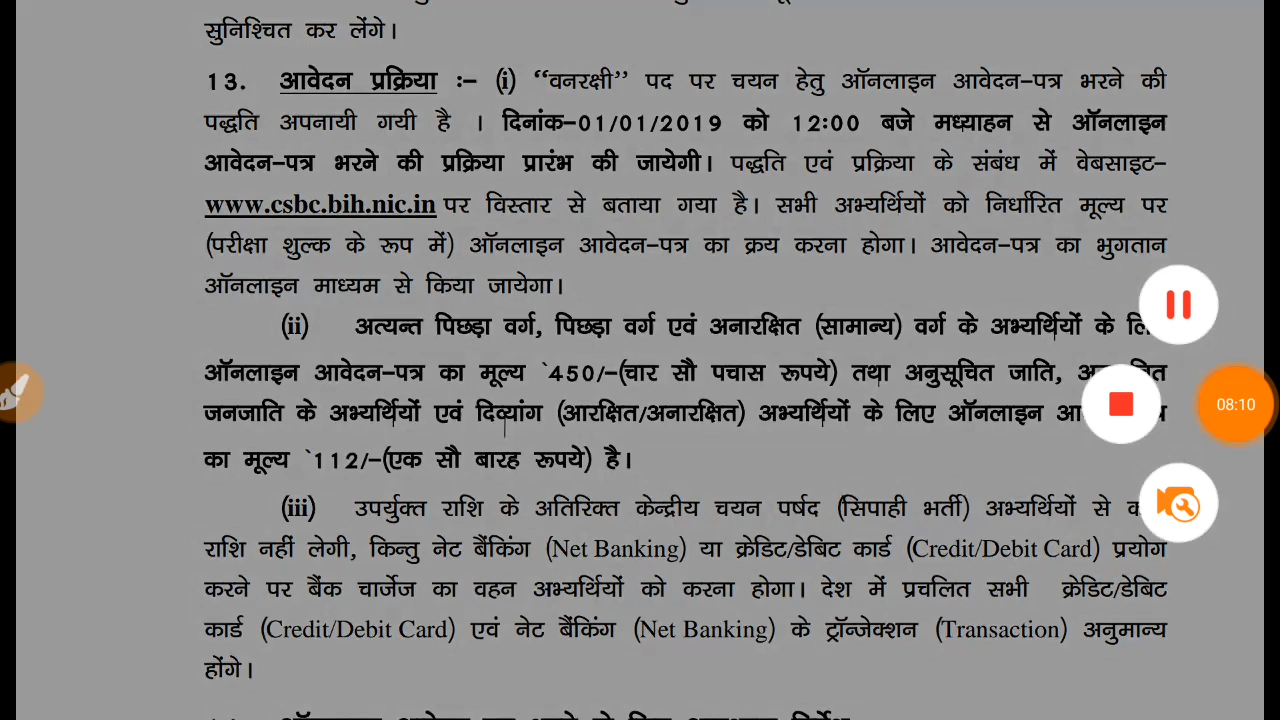 सुनिश्चित कर लेंगे।
13. आवेदन प्रक्रिया :– (i) “वनरक्षी” पद पर चयन हेतु ऑनलाइन आवेदन–पत्र भरने की
पद्धति अपनायी गयी है । दिनांक–01/01/2019 को 12:00 बजे मध्याहन से ऑनलाइन
आवेदन–पत्र भरने की प्रक्रिया प्रारंभ की जायेगी। पद्धति एवं प्रक्रिया के संबंध में वेबसाइट–
www.csbc.bih.nic.in पर विस्तार से बताया गया है। सभी अभ्यर्थियों को निर्धारित मूल्य पर
(परीक्षा शुल्क के रूप में) ऑनलाइन आवेदन–पत्र का क्रय करना होगा। आवेदन–पत्र का भुगतान
ऑनलाइन माध्यम से किया जायेगा।
(ii) अत्यन्त पिछड़ा वर्ग, पिछड़ा वर्ग एवं अनारक्षित (सामान्य) वर्ग के अभ्यर्थियों के
ऑनलाइन आवेदन–पत्र का मूल्य `450/–(चार सौ पचास रूपये) तथा अनुसूचित जाति,
जनजाति के अभ्यर्थियों एवं दिव्यांग (आरक्षित/अनारक्षित) अभ्यर्थियों के लिए ऑनलाइन
का मूल्य `112/–(एक सौ बारह रूपये) है।
08:10
(iii) उपर्युक्त राशि के अतिरिक्त केन्द्रीय चयन पर्षद (सिपाही भर्ती) अभ्यर्थियों से
राशि नहीं लेगी, किन्तु नेट बैंकिंग (Net Banking) या क्रेडिट/डेबिट कार्ड (Credit/Debit Card) प्रयोग
करने पर बैंक चार्जेज का वहन अभ्यर्थियों को करना होगा। देश में प्रचलित सभी क्रेडिट/डेबिट
कार्ड (Credit/Debit Card) एवं नेट बैंकिंग (Net Banking) के ट्रॉन्जेक्शन (Transaction) अनुमान्य
होंगे।